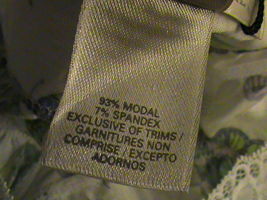 93% MODAL
7% SPANDEX
EXCLUSIVE OF TRIMS/
GARNITURES NON
COMPRISE/EXCEPTO
ADORNOS